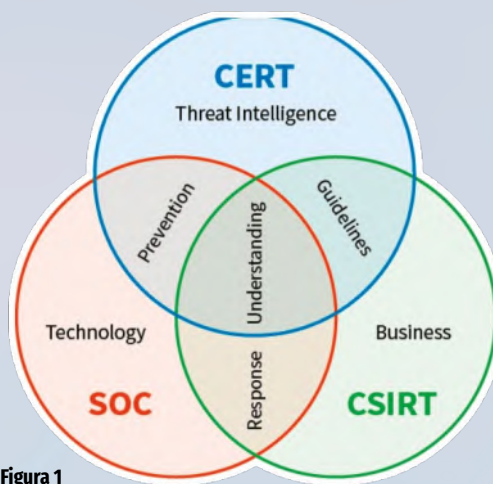 CERT
Threat Intelligence
Prevention
Guidelines
Understanding
Technology
Business
Response
SOC
CSIRT
Figura 1